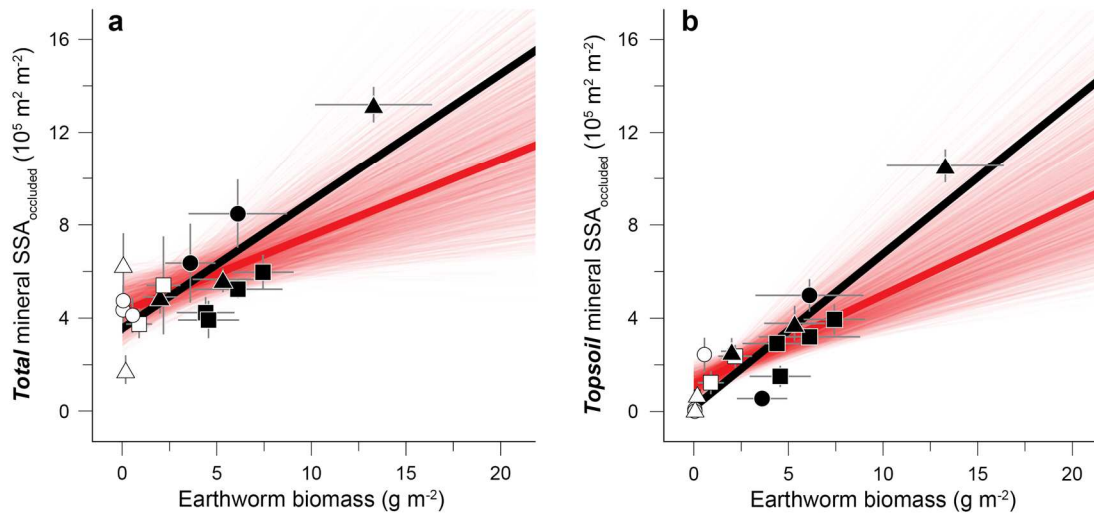 a
Total mineral SSAoccluded (10⁵ m² m⁻²)
16
12
8
4
0
0 5 10 15 20
Earthworm biomass (g m⁻²)
b
Topsoil mineral SSAoccluded (10⁵ m² m⁻²)
16
12
8
4
0
0 5 10 15 20
Earthworm biomass (g m⁻²)